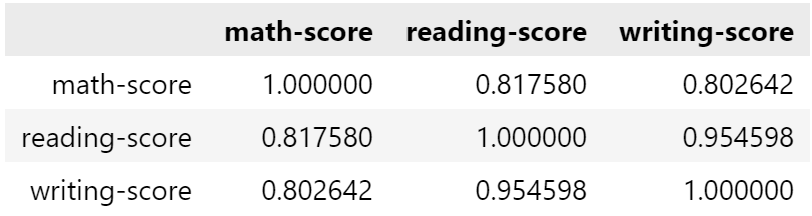 math-score reading-score writing-score
math-score 1.000000 0.817580 0.802642
reading-score 0.817580 1.000000 0.954598
writing-score 0.802642 0.954598 1.000000